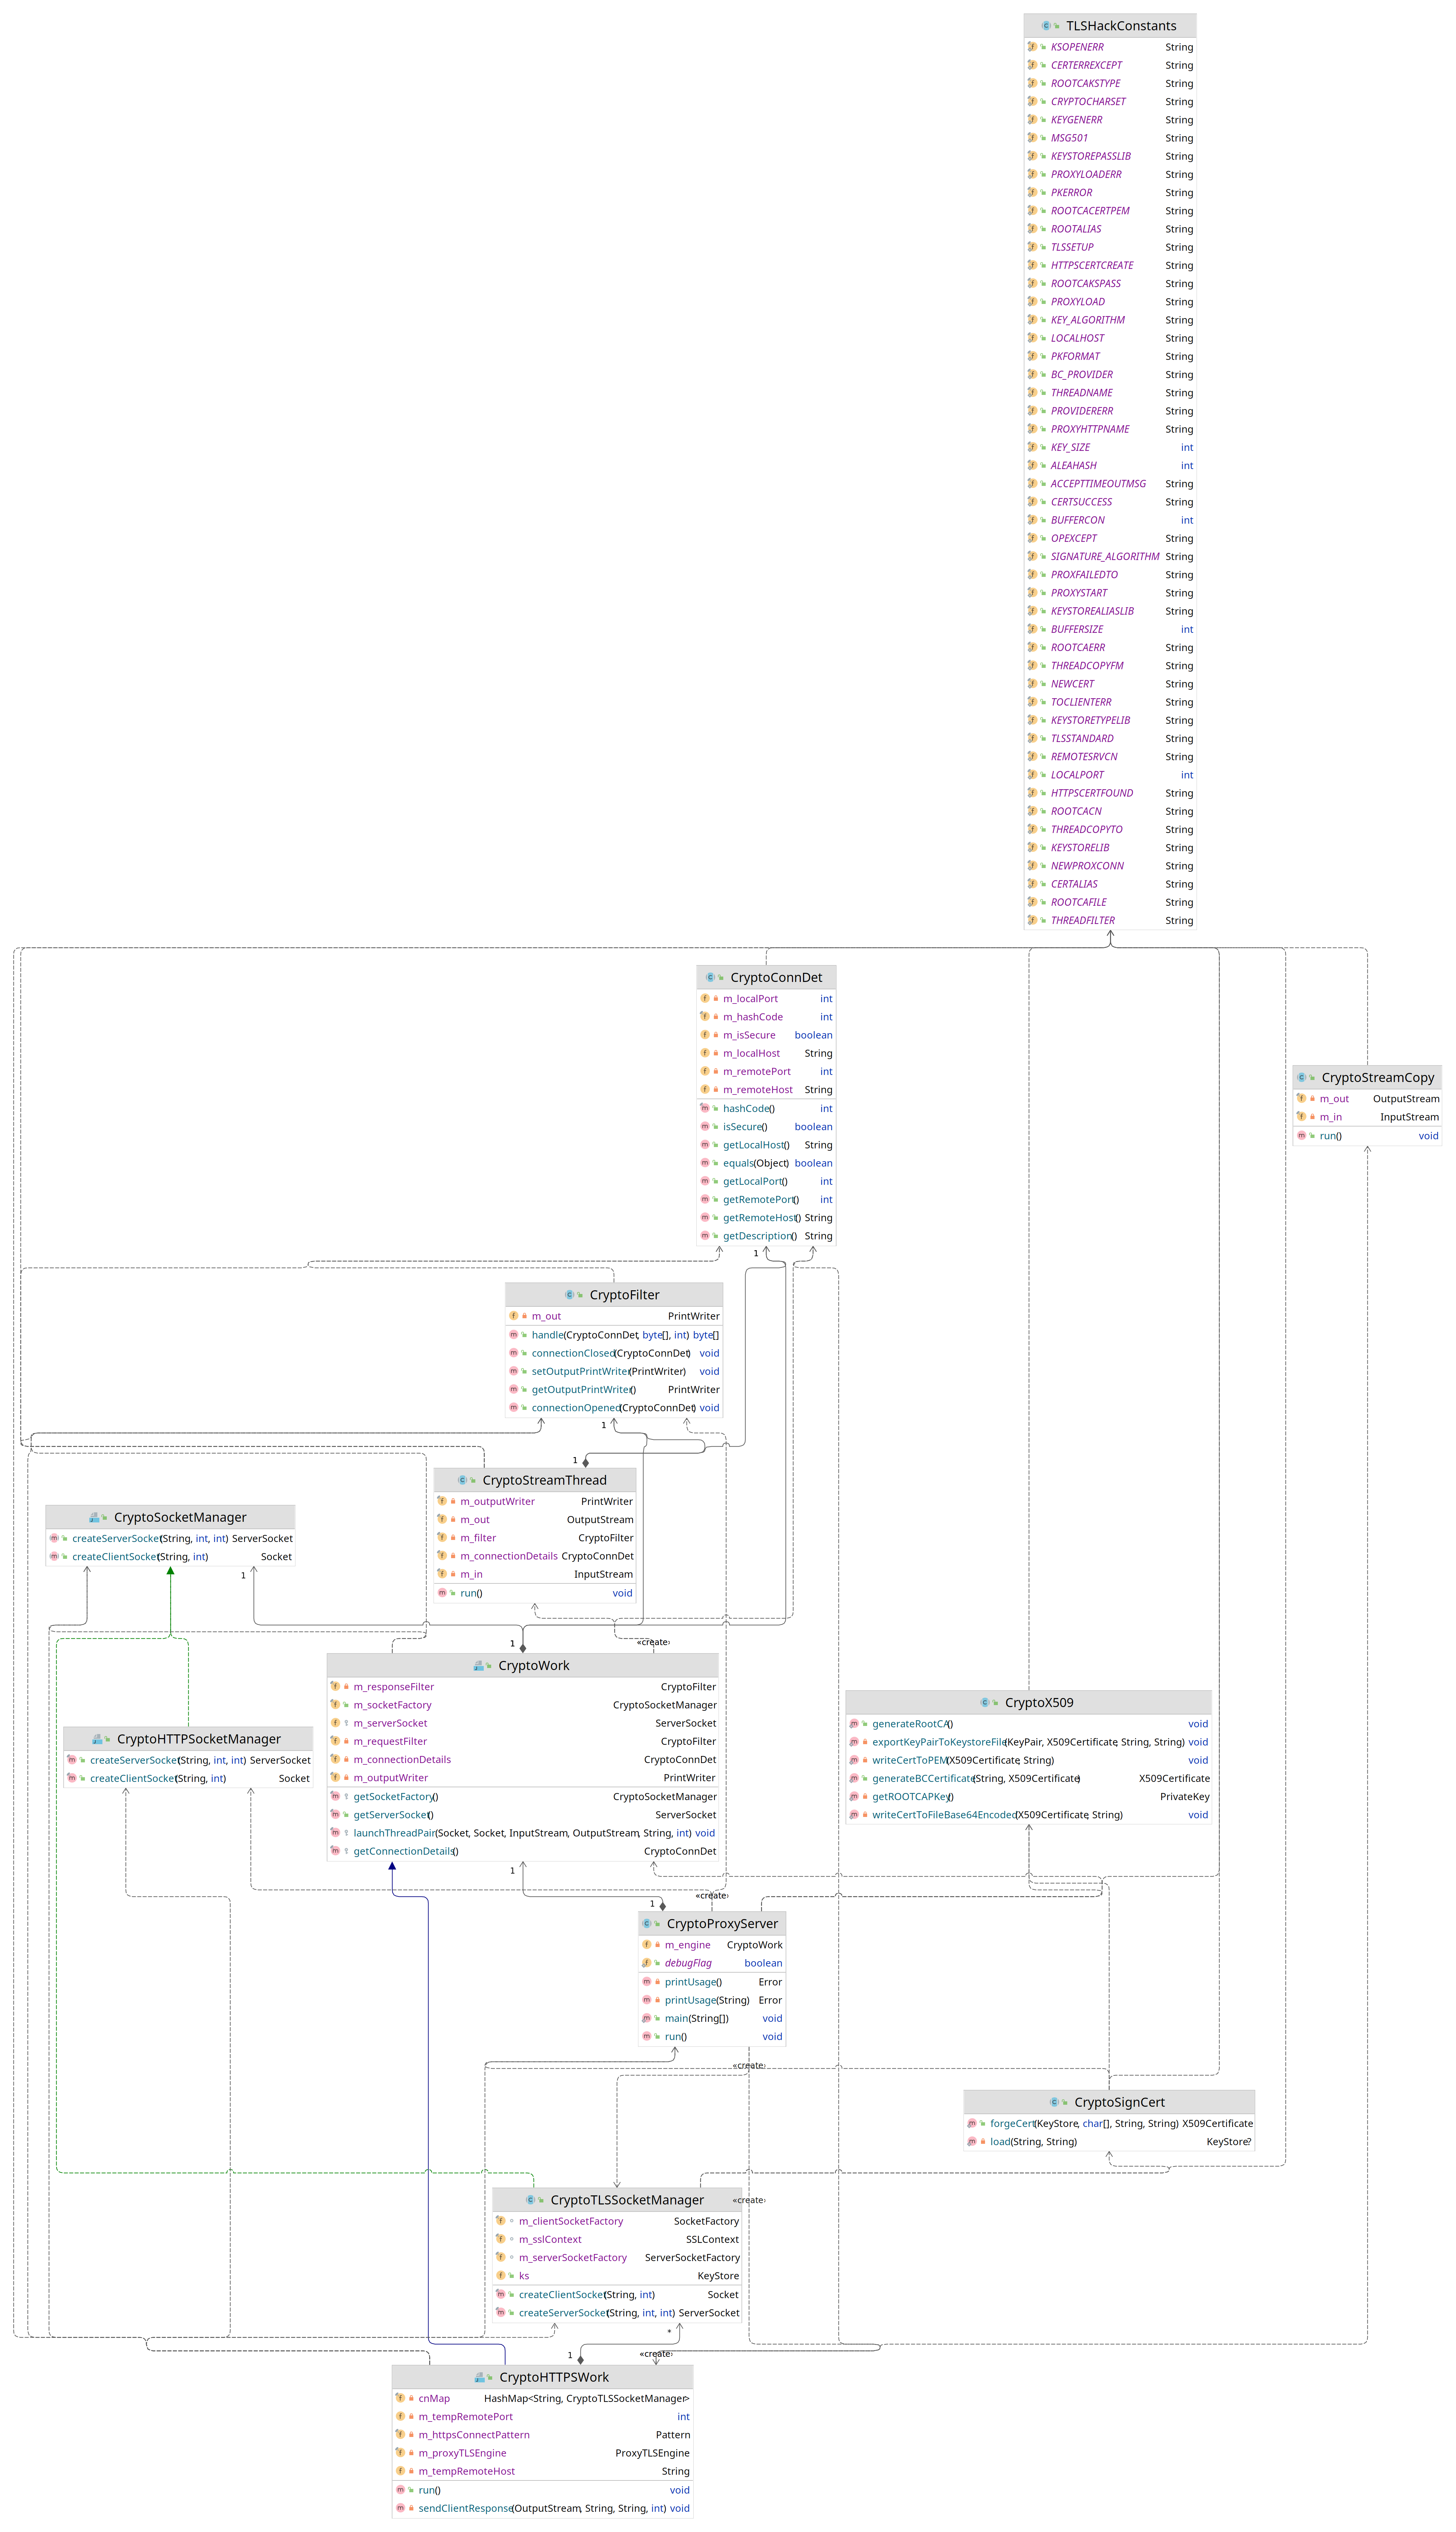 TLSHackConstants
KSOPENERR String
CERTERREXCEPT String
ROOTCAKSTYPE String
CRYPTOCHARSET String
KEYGENERR String
MSG501 String
KEYSTOREPASSLIB String
PROXYLOADERR String
PKERROR String
ROOTCACERTPEM String
ROOTALIAS String
TLSSETUP String
HTTPSCERTCREATE String
ROOTCAKSPASS String
PROXYLOAD String
KEY_ALGORITHM String
LOCALHOST String
PKFORMAT String
BC_PROVIDER String
THREADNAME String
PROVIDERERR String
PROXYHTTPNAME String
KEY_SIZE int
ALEAHASH int
ACCEPTTIMEOUTMSG String
CERTSUCCESS String
BUFFERCON int
OPEXCEPT String
SIGNATURE_ALGORITHM String
PROXFAILEDTO String
PROXYSTART String
KEYSTOREALIASLIB String
BUFFERSIZE int
ROOTCAERR String
THREADCOPYFM String
NEWCERT String
TOCLIENTERR String
KEYSTORETYPELIB String
TLSSTANDARD String
REMOTESRVCN String
LOCALPORT int
HTTPSCERTFOUND String
ROOTCACN String
THREADCOPYTO String
KEYSTORELIB String
NEWPROXCONN String
CERTALIAS String
ROOTCAFILE String
THREADFILTER String
CryptoConnDet
m_localPort int
m_hashCode int
m_isSecure boolean
m_localHost String
m_remotePort int
m_remoteHost String
hashCode() int
isSecure() boolean
getLocalHost() String
equals(Object) boolean
getLocalPort() int
getRemotePort() int
getRemoteHost() String
getDescription() String
1
CryptoStreamCopy
m_out OutputStream
m_in InputStream
run() void
CryptoFilter
m_out PrintWriter
handle(CryptoConnDet, byte[], int) byte[]
connectionClosed(CryptoConnDet) void
setOutputPrintWriter(PrintWriter) void
getOutputPrintWriter() PrintWriter
connectionOpened(CryptoConnDet) void
1
1
CryptoStreamThread
m_outputWriter PrintWriter
m_out OutputStream
m_filter CryptoFilter
m_connectionDetails CryptoConnDet
m_in InputStream
run() void
CryptoSocketManager
createServerSocket(String, int, int) ServerSocket
createClientSocket(String, int) Socket
1
1
«create»
CryptoWork
m_responseFilter CryptoFilter
m_socketFactory CryptoSocketManager
m_serverSocket ServerSocket
m_requestFilter CryptoFilter
m_connectionDetails CryptoConnDet
m_outputWriter PrintWriter
getSocketFactory() CryptoSocketManager
getServerSocket() ServerSocket
launchThreadPair(Socket, Socket, InputStream, OutputStream, String, int) void
getConnectionDetails() CryptoConnDet
CryptoX509
generateRootCA() void
exportKeyPairToKeystoreFile(KeyPair, X509Certificate, String, String) void
writeCertToPEM(X509Certificate, String) void
generateBCCertificate(String, X509Certificate) X509Certificate
getROOTCAPKey() PrivateKey
writeCertToFileBase64Encoded(X509Certificate, String) void
CryptoHTTPSocketManager
createServerSocket(String, int, int) ServerSocket
createClientSocket(String, int) Socket
1
«create»
1
CryptoProxyServer
m_engine CryptoWork
debugFlag boolean
printUsage() Error
printUsage(String) Error
main(String[]) void
run() void
«create»
CryptoSignCert
forgeCert(KeyStore, char[], String, String) X509Certificate
load(String, String) KeyStore?
CryptoTLSSocketManager
«create»
m_clientSocketFactory SocketFactory
m_sslContext SSLContext
m_serverSocketFactory ServerSocketFactory
ks KeyStore
createClientSocket(String, int) Socket
createServerSocket(String, int, int) ServerSocket
*
1
«create»
CryptoHTTPSWork
cnMap HashMap<String, CryptoTLSSocketManager>
m_tempRemotePort int
m_httpsConnectPattern Pattern
m_proxyTLSEngine ProxyTLSEngine
m_tempRemoteHost String
run() void
sendClientResponse(OutputStream, String, String, int) void